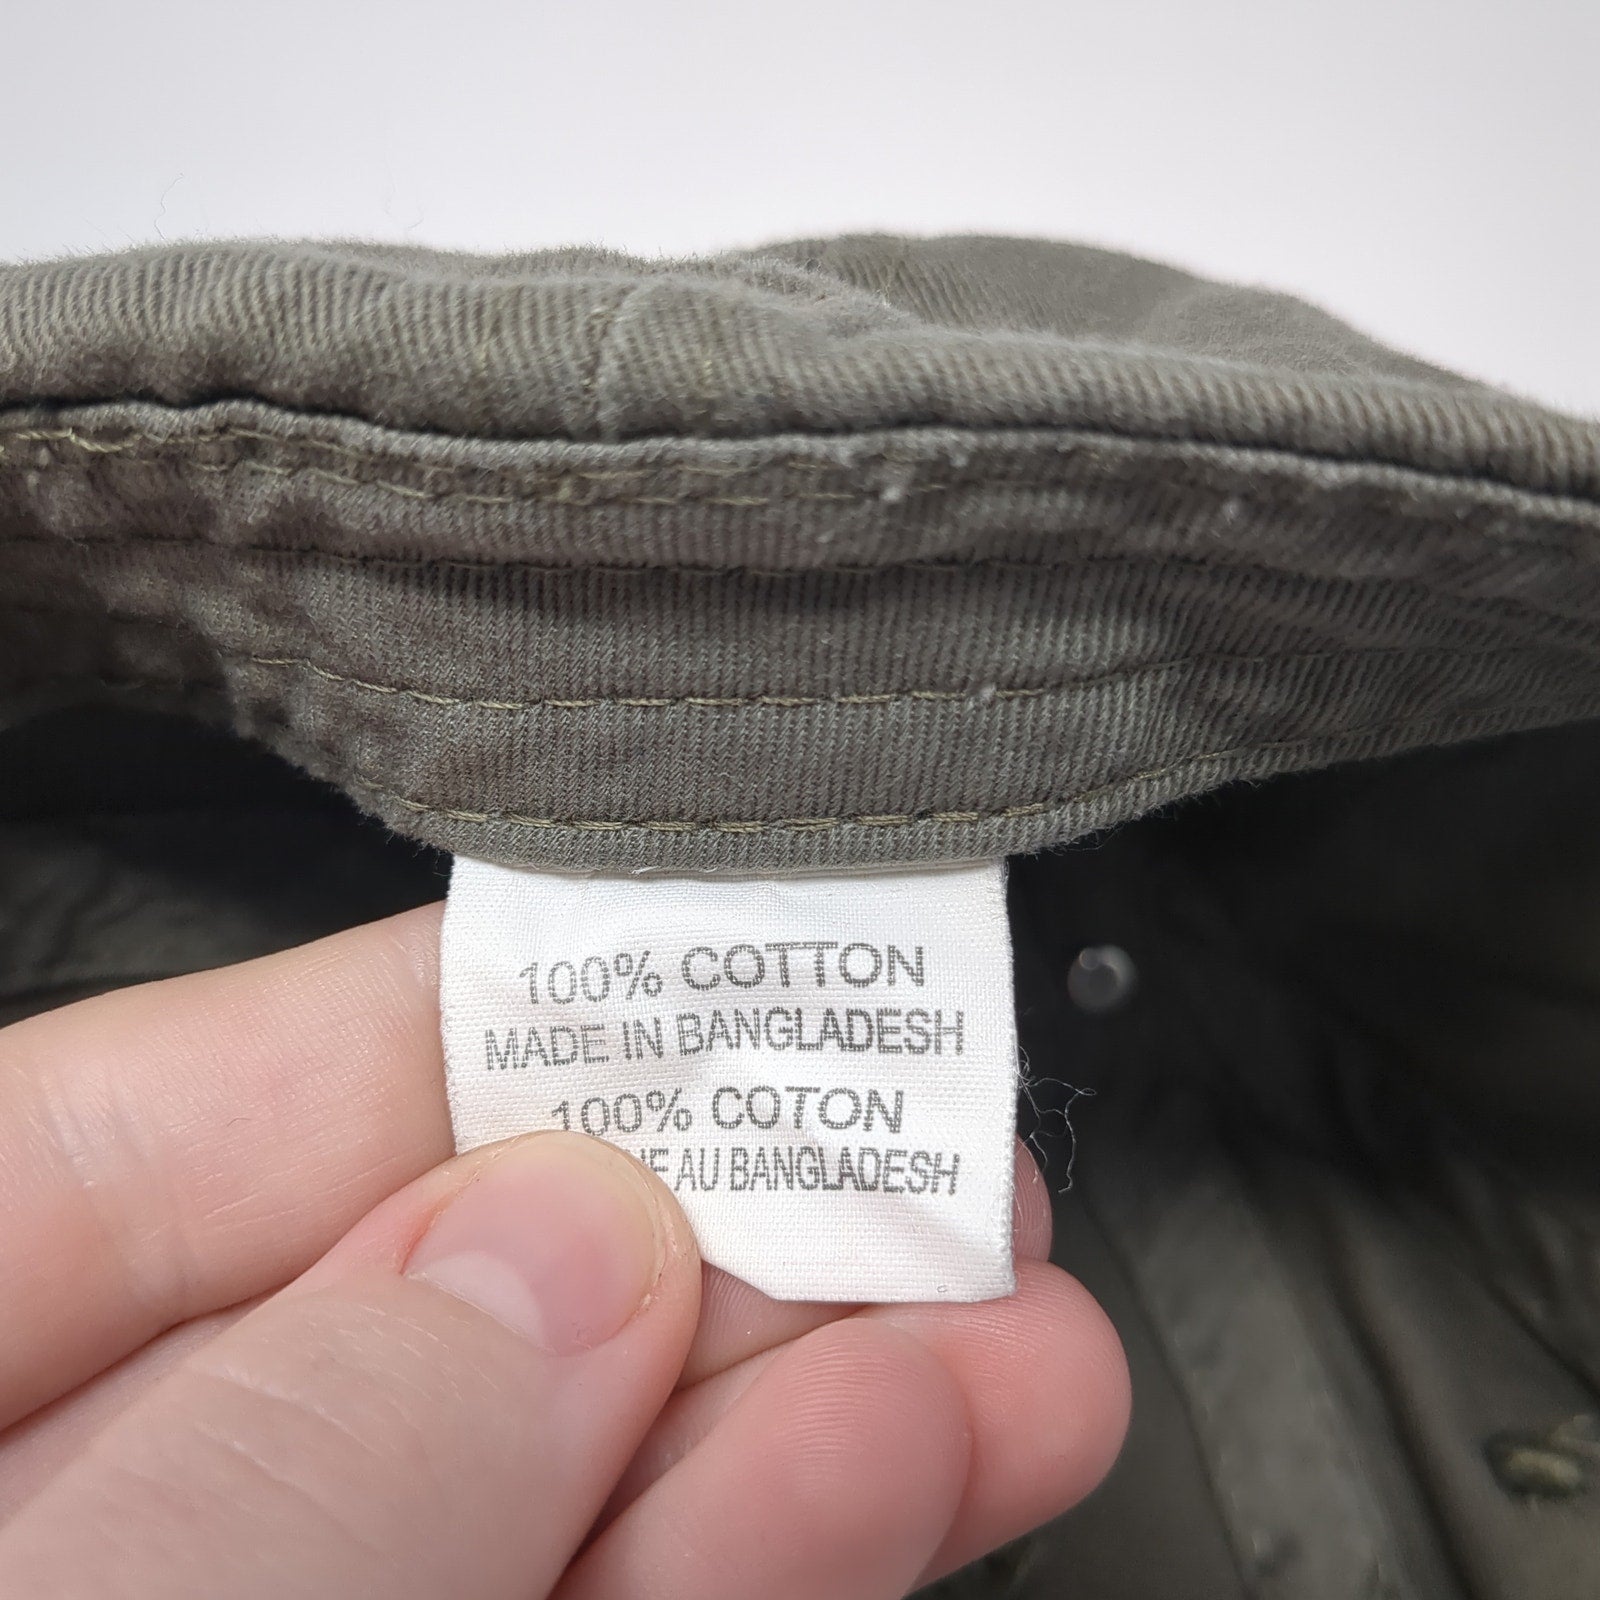 100% COTTON
MADE IN BANGLADESH
100% COTON
AU BANGLADESH